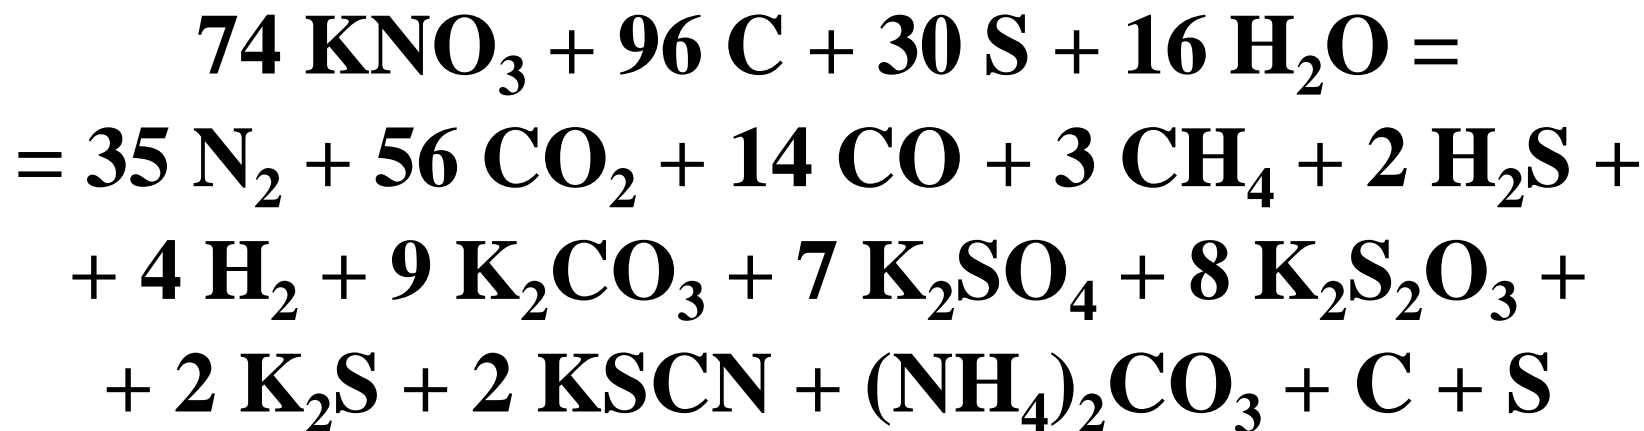 74 KNO₃ + 96 C + 30 S + 16 H₂O =
= 35 N₂ + 56 CO₂ + 14 CO + 3 CH₄ + 2 H₂S +
+ 4 H₂ + 9 K₂CO₃ + 7 K₂SO₄ + 8 K₂S₂O₃ +
+ 2 K₂S + 2 KSCN + (NH₄)₂CO₃ + C + S